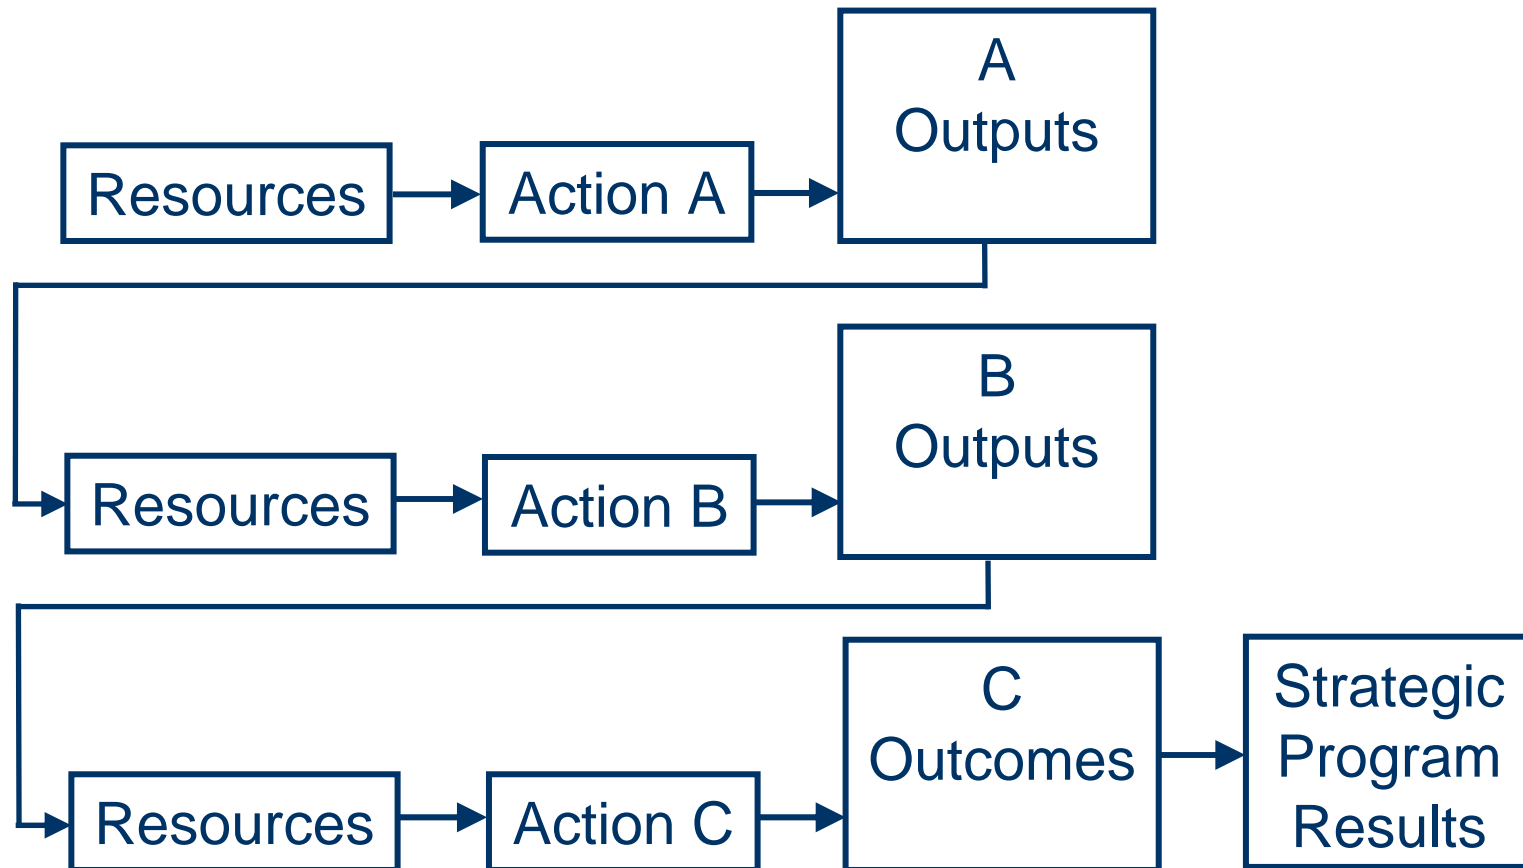 A
Outputs
Resources
Action A
B
Outputs
Resources
Action B
C
Outcomes
Strategic
Program
Results
Resources
Action C